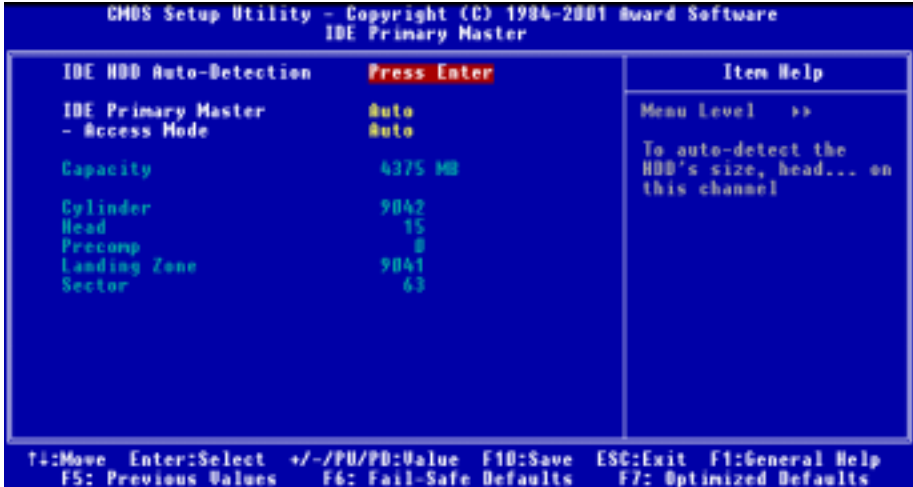 CMOS Setup Utility - Copyright (C) 1984-2001 Award Software
IDE Primary Master
IDE HDD Auto-Detection Press Enter
IDE Primary Master Auto
- Access Mode Auto
Capacity 4375 MB
Cylinder 9042
Head 15
Precomp 0
Landing Zone 9041
Sector 63
Item Help
Menu Level ▸▸
To auto-detect the
HDD's size, head... on
this channel
↑↓:Move Enter:Select +/-/PU/PD:Value F10:Save ESC:Exit F1:General Help
F5: Previous Values F6: Fail-Safe Defaults F7: Optimized Defaults